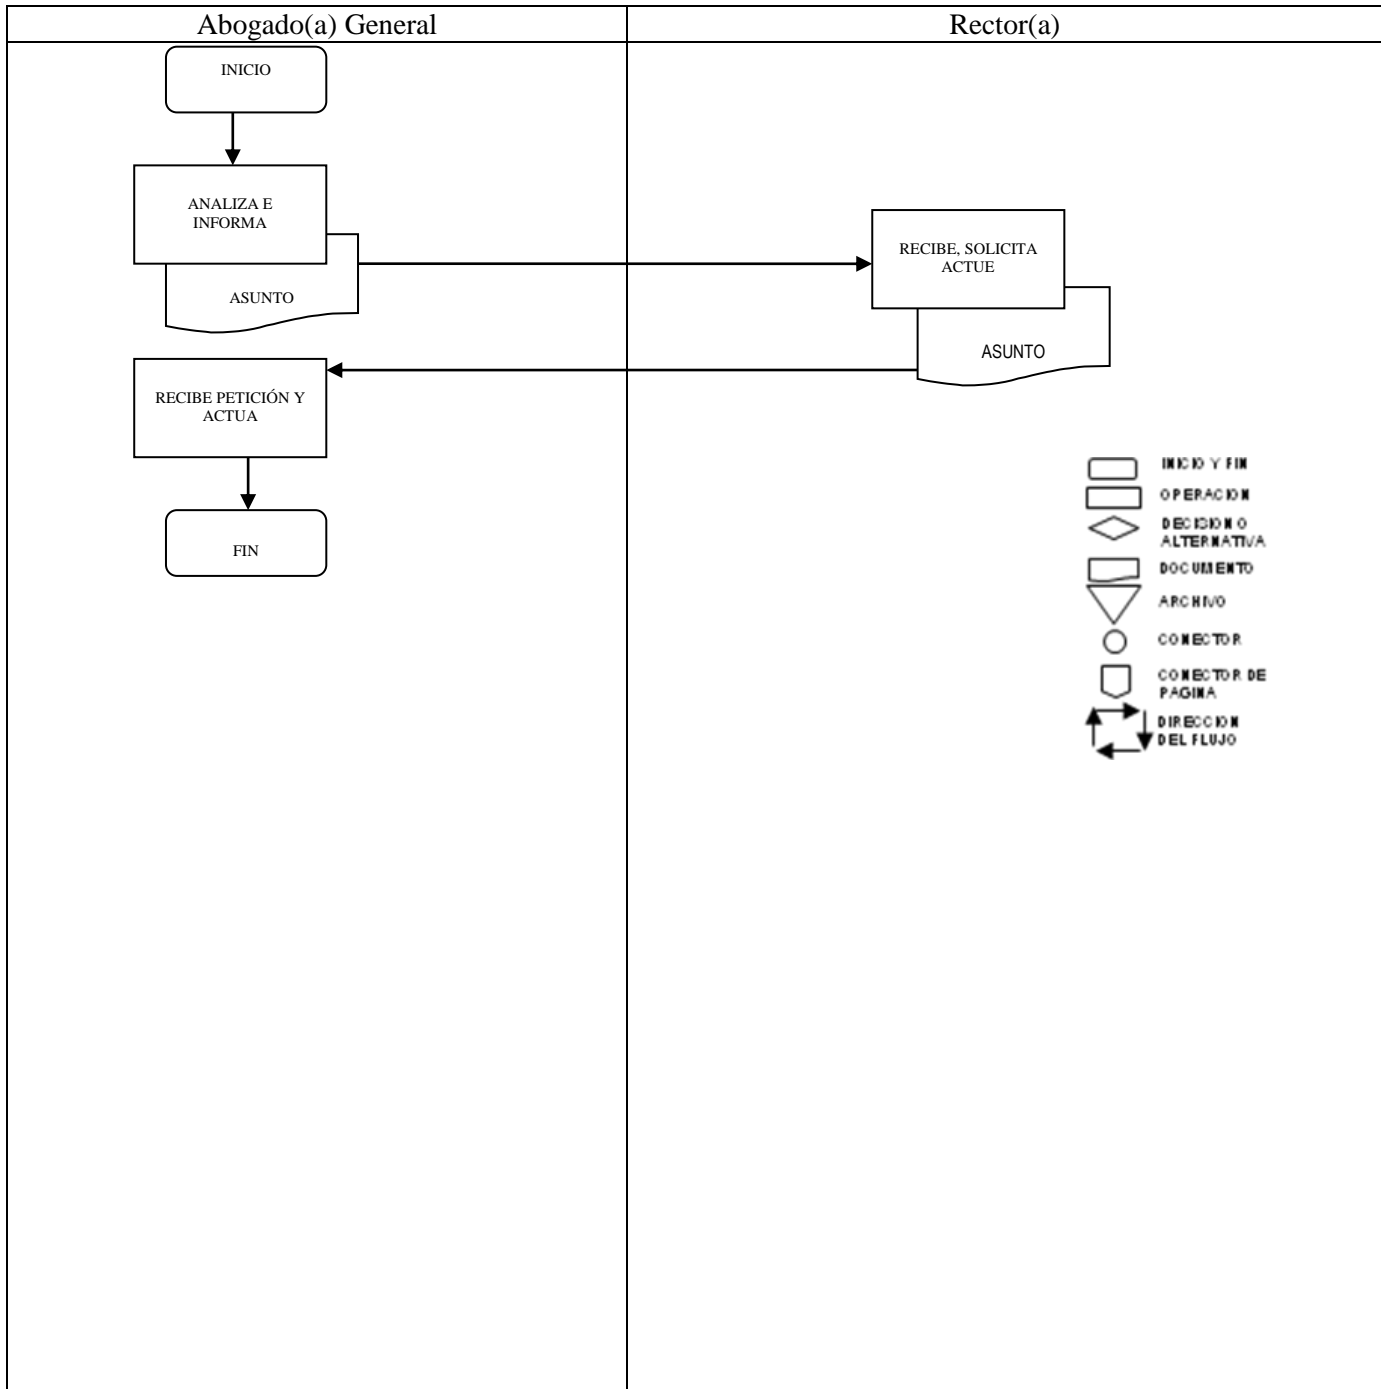 Abogado(a) General
Rector(a)
INICIO
ANALIZA E
INFORMA
ASUNTO
RECIBE, SOLICITA
ACTUE
ASUNTO
RECIBE PETICIÓN Y
ACTUA
FIN
INICIO Y FIN
OPERACION
DECISION O
ALTERNATIVA
DOCUMENTO
ARCHIVO
CONECTOR
CONECTOR DE
PAGINA
DIRECCION
DEL FLUJO